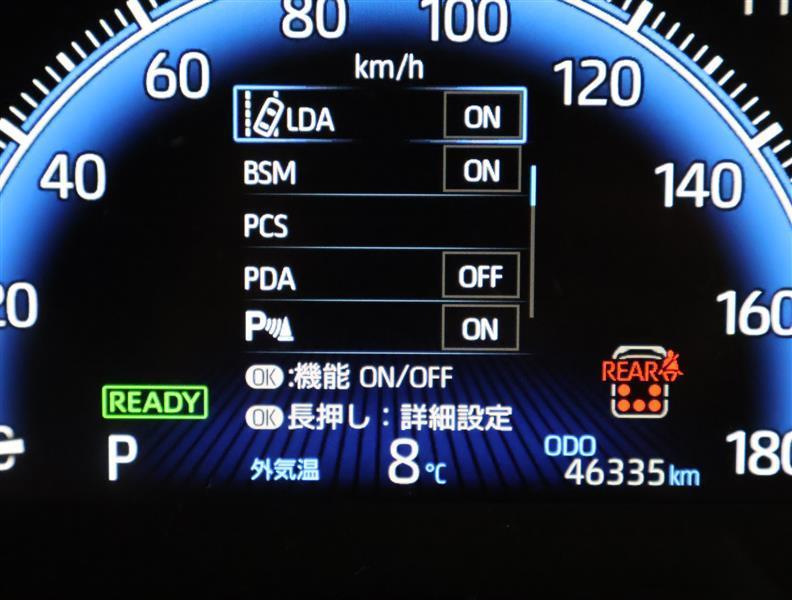 80 100
60 km/h 120
LDA ON
40 BSM ON 140
PCS
PDA OFF
20 P ON 160
REAR
OK:機能 ON/OFF
READY OK長押し：詳細設定
P 外気温 8℃ ODO 46335km 180